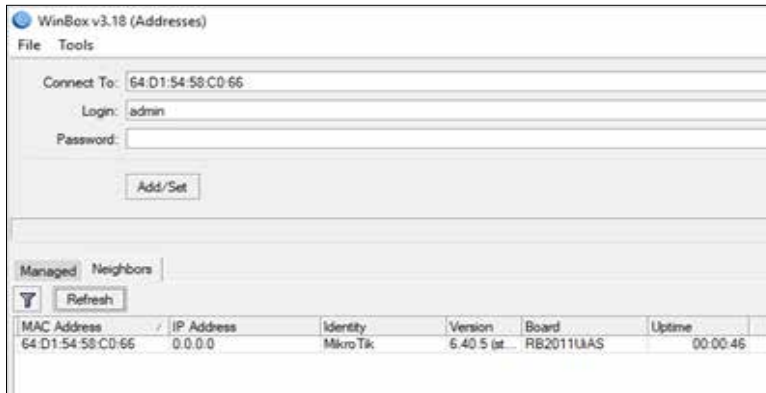 WinBox v3.18 (Addresses)
File Tools
Connect To: 64:D1:54:58:C0:66
Login: admin
Password:
Add/Set
Managed Neighbors
Refresh
MAC Address / IP Address Identity Version Board Uptime
64:D1:54:58:C0:66 0.0.0.0 MikroTik 6.40.5 (st... RB2011UiAS 00:00:46